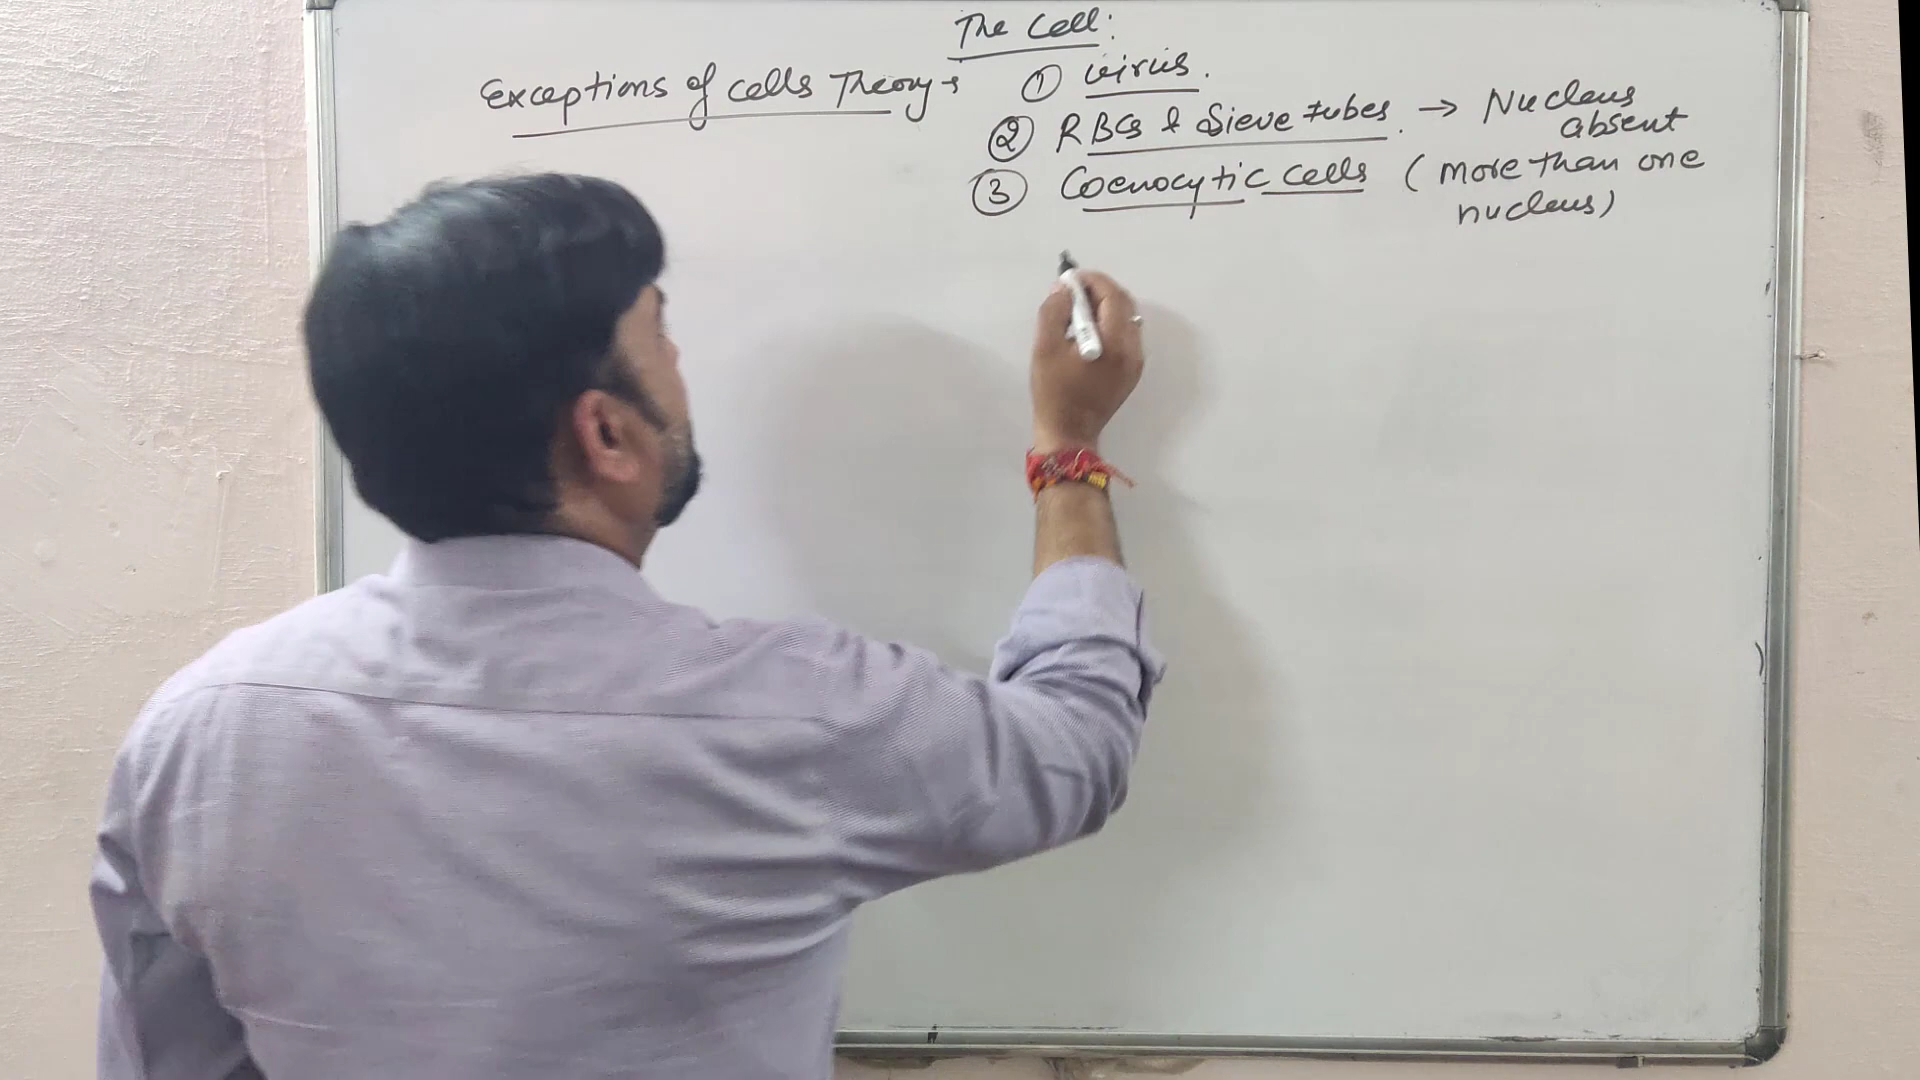 The Cell:
Exceptions of cells Theory → ① virus.
② RBCs & Sieve tubes. → Nucleus absent
③ Coenocytic cells (more than one nucleus)